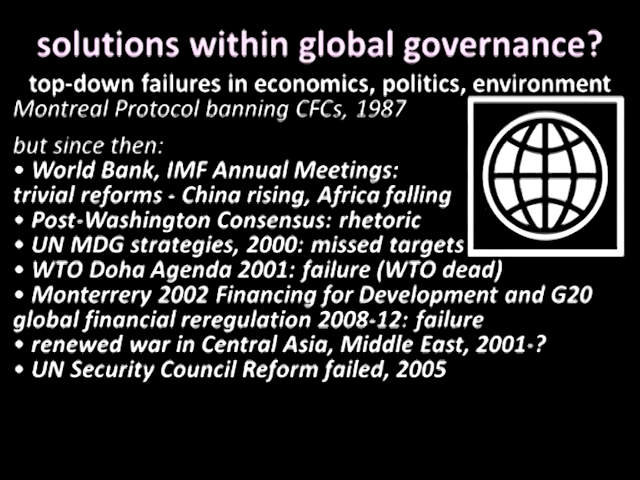 solutions within global governance?
top-down failures in economics, politics, environment
Montreal Protocol banning CFCs, 1987
but since then:
• World Bank, IMF Annual Meetings:
trivial reforms - China rising, Africa falling
• Post-Washington Consensus: rhetoric
• UN MDG strategies, 2000: missed targets
• WTO Doha Agenda 2001: failure (WTO dead)
• Monterrery 2002 Financing for Development and G20
global financial reregulation 2008-12: failure
• renewed war in Central Asia, Middle East, 2001-?
• UN Security Council Reform failed, 2005